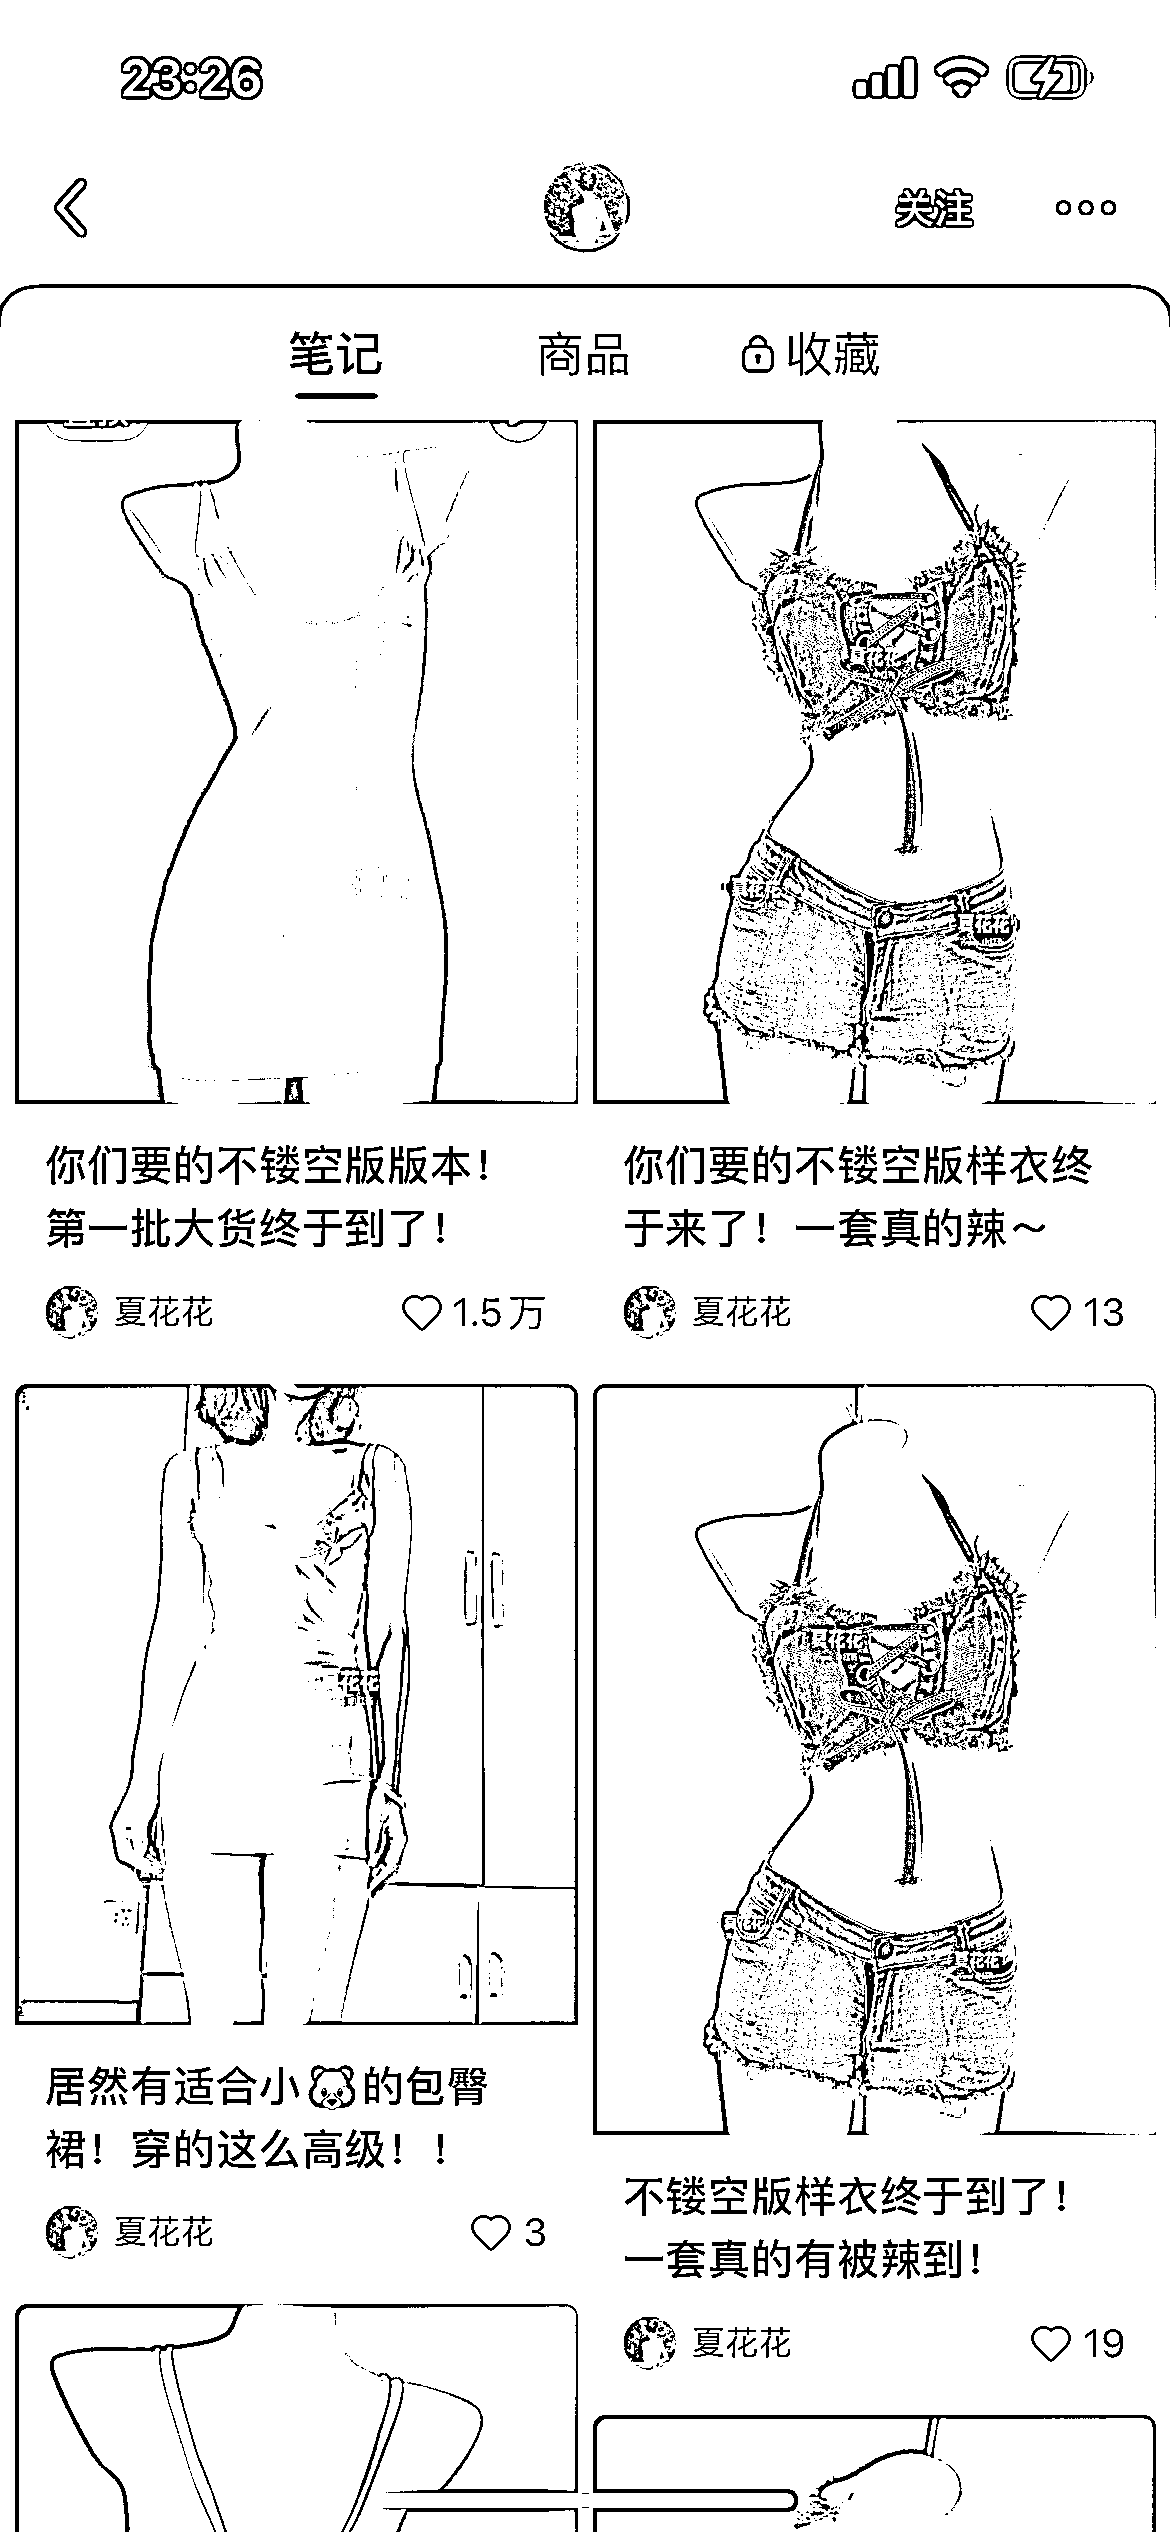 23:26
关注
笔记
商品
收藏
你们要的不镂空版版本！
第一批大货终于到了！
夏花花
1.5万
你们要的不镂空版样衣终
于来了！一套真的辣～
夏花花
13
居然有适合小🐻的包臀
裙！穿的这么高级！！
夏花花
3
不镂空版样衣终于到了！
一套真的有被辣到！
夏花花
19